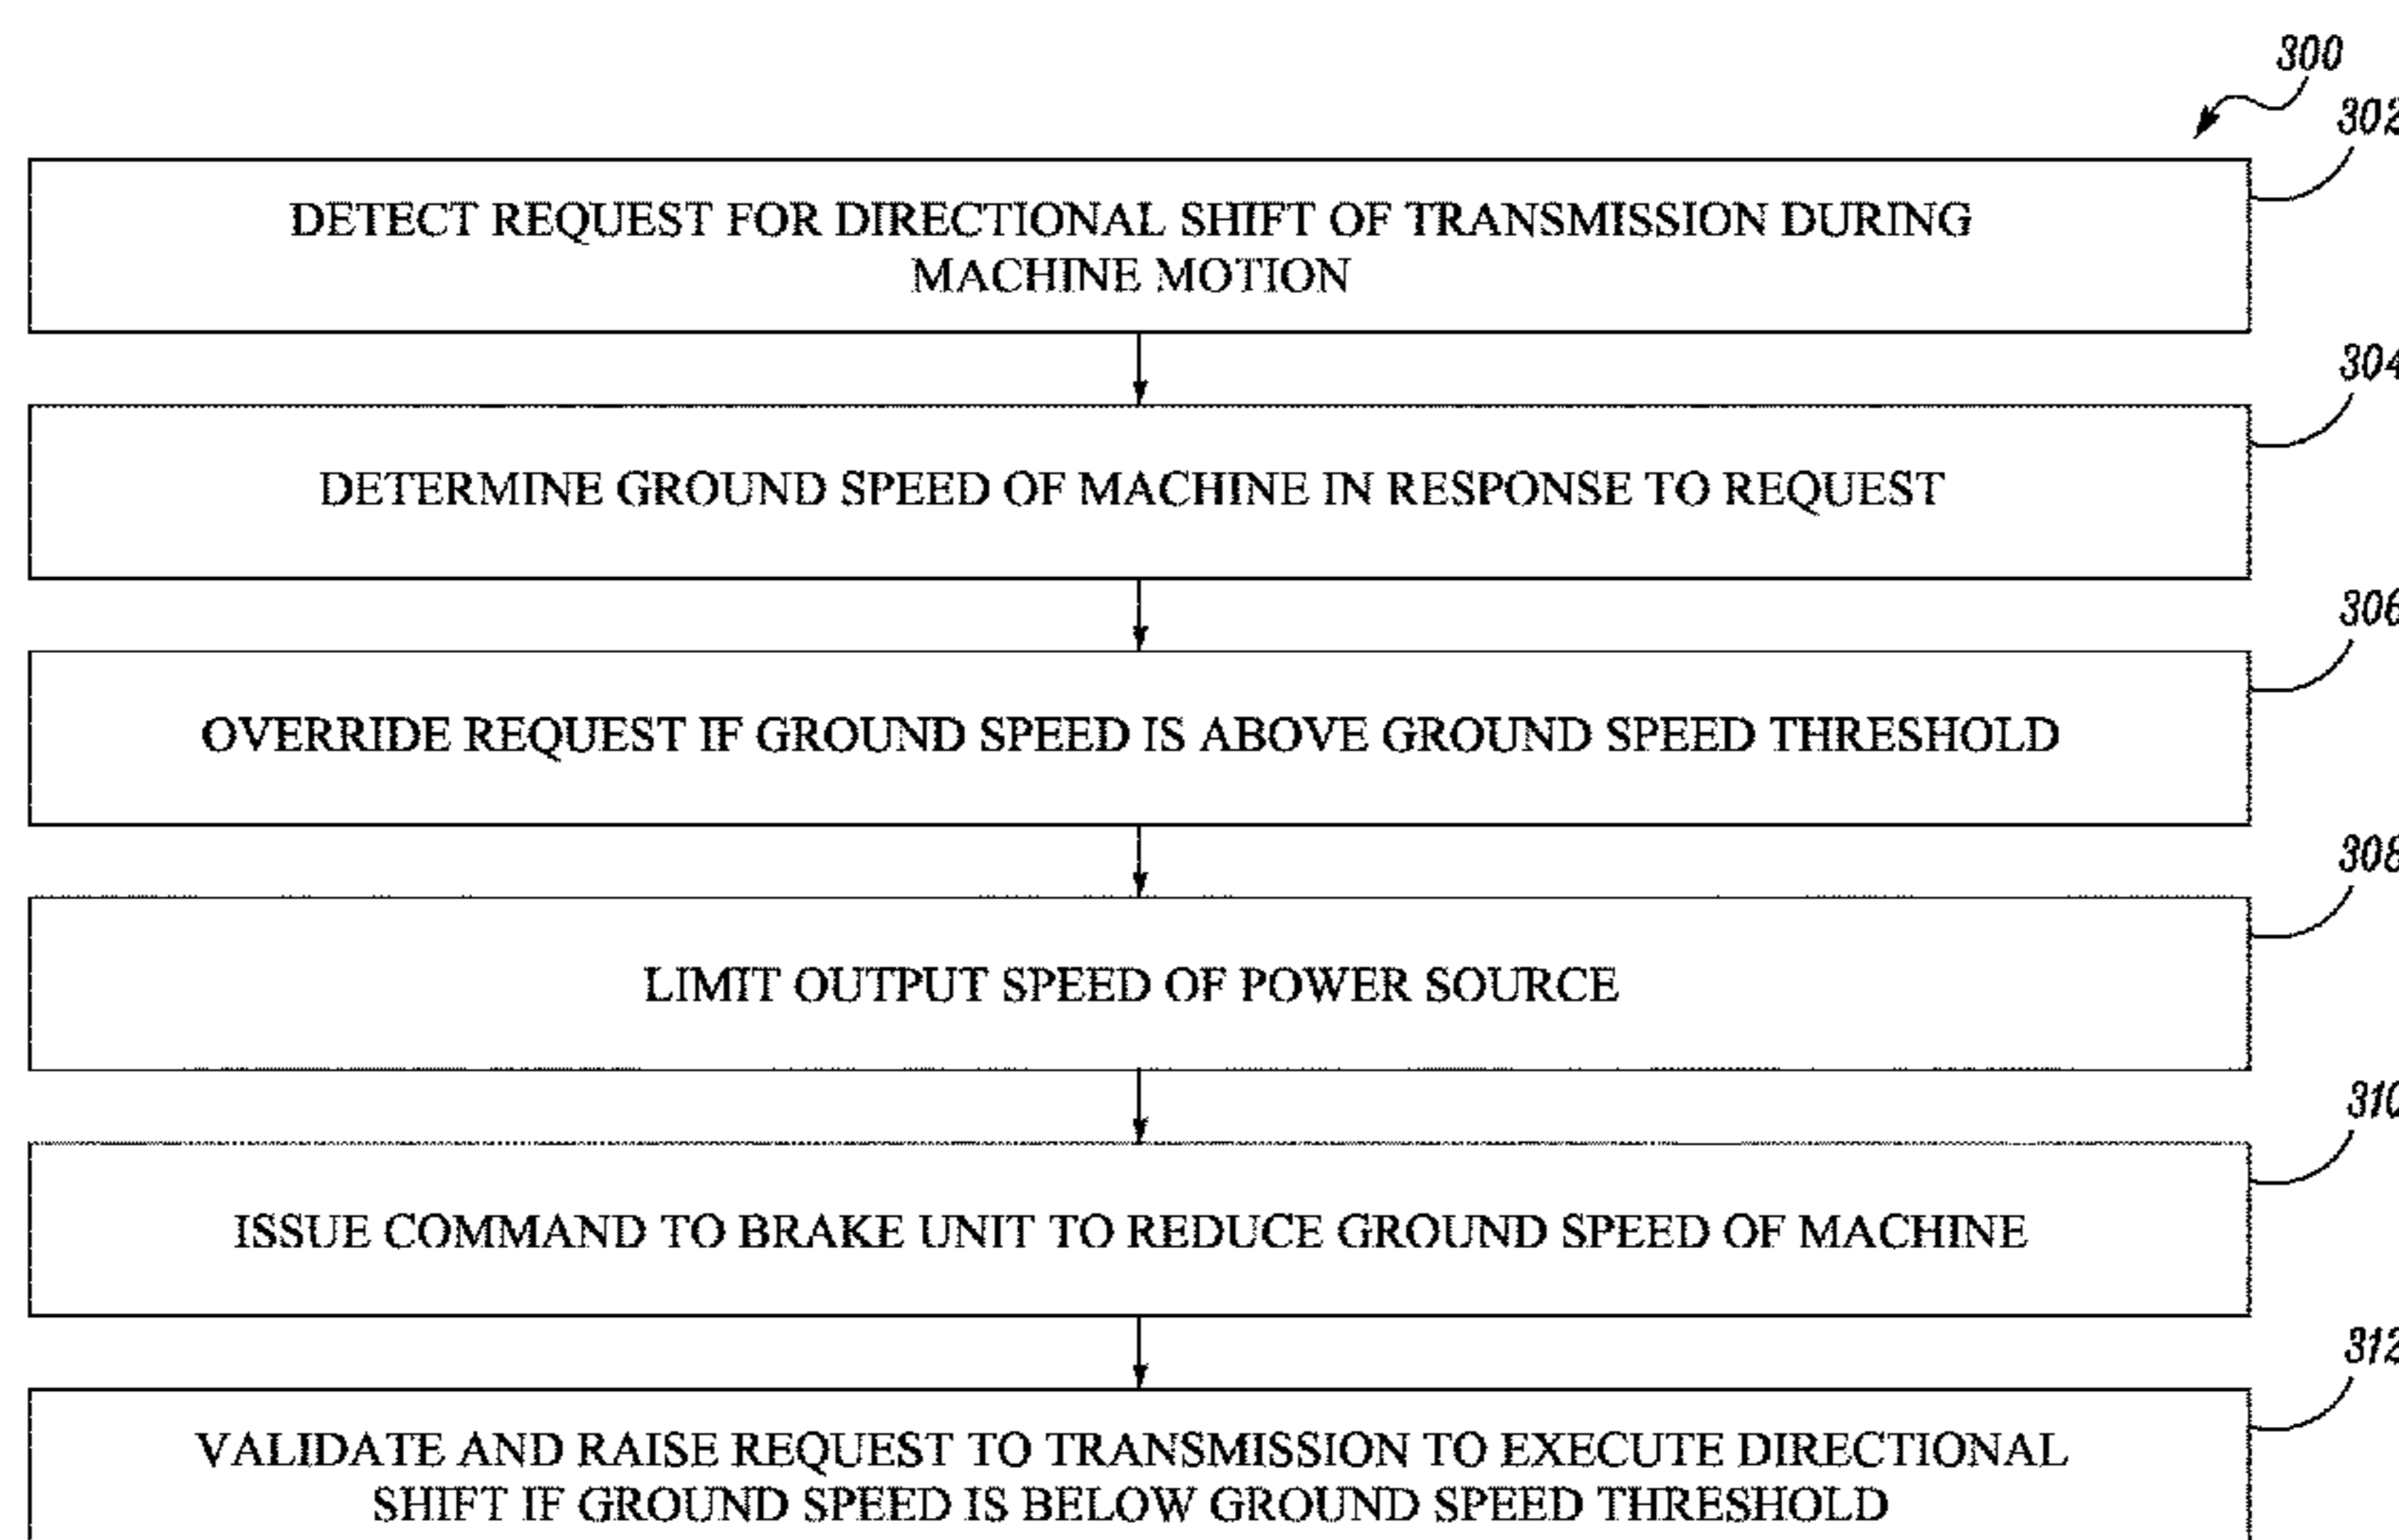 300
302
DETECT REQUEST FOR DIRECTIONAL SHIFT OF TRANSMISSION DURING
MACHINE MOTION
304
DETERMINE GROUND SPEED OF MACHINE IN RESPONSE TO REQUEST
306
OVERRIDE REQUEST IF GROUND SPEED IS ABOVE GROUND SPEED THRESHOLD
308
LIMIT OUTPUT SPEED OF POWER SOURCE
310
ISSUE COMMAND TO BRAKE UNIT TO REDUCE GROUND SPEED OF MACHINE
312
VALIDATE AND RAISE REQUEST TO TRANSMISSION TO EXECUTE DIRECTIONAL
SHIFT IF GROUND SPEED IS BELOW GROUND SPEED THRESHOLD